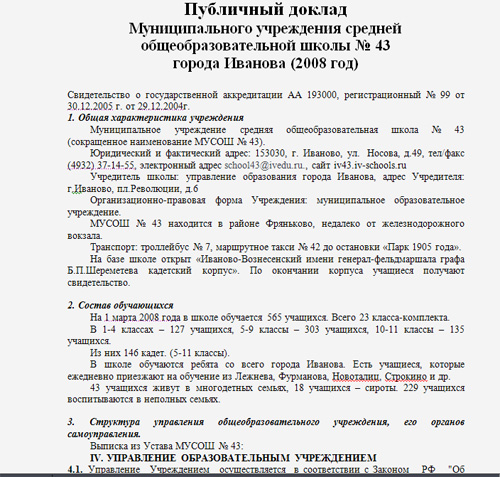 Публичный доклад
Муниципального учреждения средней
общеобразовательной школы № 43
города Иванова (2008 год)
Свидетельство о государственной аккредитации АА 193000, регистрационный № 99 от
30.12.2005 г. от 29.12.2004г.
1. Общая характеристика учреждения
Муниципальное учреждение средняя общеобразовательная школа № 43
(сокращенное наименование МУСОШ № 43).
Юридический и фактический адрес: 153030, г. Иваново, ул. Носова, д.49, тел/факс
(4932) 37-14-55, электронный адрес school43@ivedu.ru., сайт iv43.iv-schools.ru
Учредитель школы: управление образования города Иванова, адрес Учредителя:
г.Иваново, пл.Революции, д.6
Организационно-правовая форма Учреждения: муниципальное образовательное
учреждение.
МУСОШ № 43 находится в районе Фряньково, недалеко от железнодорожного
вокзала.
Транспорт: троллейбус № 7, маршрутное такси № 42 до остановки «Парк 1905 года».
На базе школе открыт «Иваново-Вознесенский имени генерал-фельдмаршала графа
Б.П.Шереметева кадетский корпус». По окончании корпуса учащиеся получают
свидетельство.
2. Состав обучающихся
На 1 марта 2008 года в школе обучается 565 учащихся. Всего 23 класса-комплекта.
В 1-4 классах – 127 учащихся, 5-9 классы – 303 учащихся, 10-11 классы – 135
учащихся.
Из них 146 кадет. (5-11 классы).
В школе обучаются ребята со всего города Иванова. Есть учащиеся, которые
ежедневно приезжают на обучение из Лежнева, Фурманова, Новоталиц, Строкино и др.
43 учащихся живут в многодетных семьях, 18 учащихся – сироты. 229 учащихся
воспитываются в неполных семьях.
3. Структура управления общеобразовательного учреждения, его органов
самоуправления.
Выписка из Устава МУСОШ № 43:
IV. УПРАВЛЕНИЕ ОБРАЗОВАТЕЛЬНЫМ УЧРЕЖДЕНИЕМ
4.1. Управление Учреждением осуществляется в соответствии с Законом РФ "Об